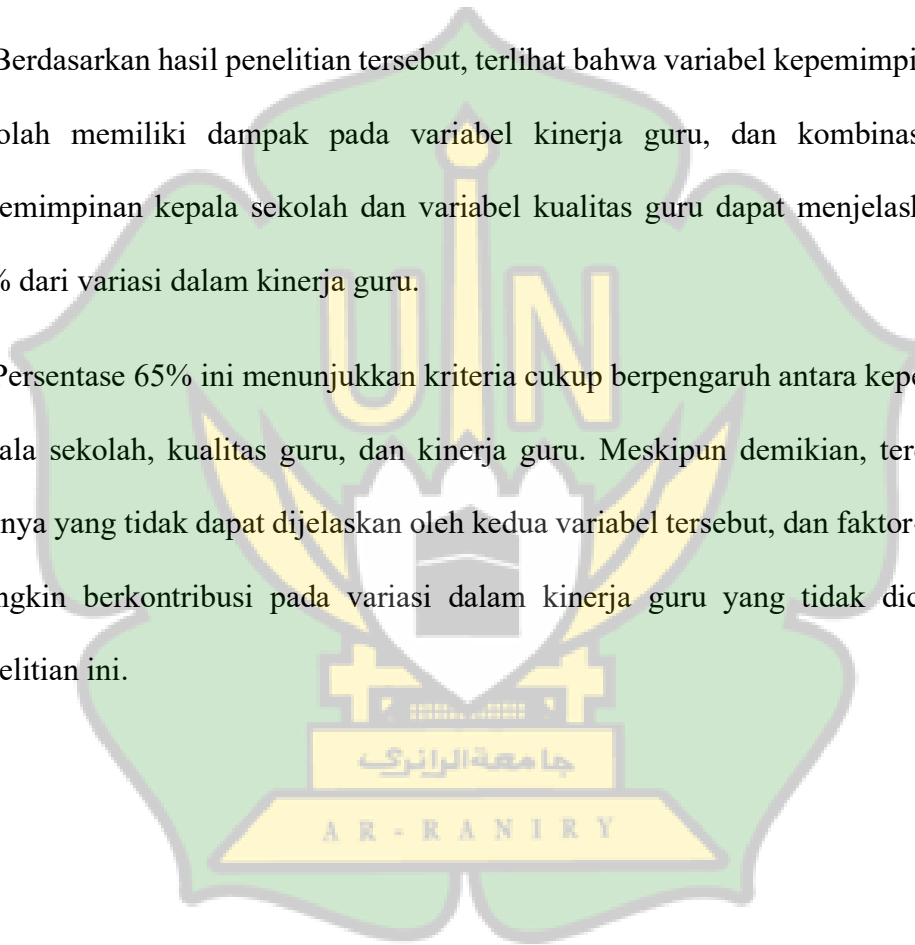 Berdasarkan hasil penelitian tersebut, terlihat bahwa variabel kepemimpi
olah memiliki dampak pada variabel kinerja guru, dan kombinas
emimpinan kepala sekolah dan variabel kualitas guru dapat menjelask
% dari variasi dalam kinerja guru.
Persentase 65% ini menunjukkan kriteria cukup berpengaruh antara kepe
ala sekolah, kualitas guru, dan kinerja guru. Meskipun demikian, ter
nya yang tidak dapat dijelaskan oleh kedua variabel tersebut, dan faktor-
ngkin berkontribusi pada variasi dalam kinerja guru yang tidak dic
elitian ini.
UIN
جامعة الرانري
AR-RANIRY